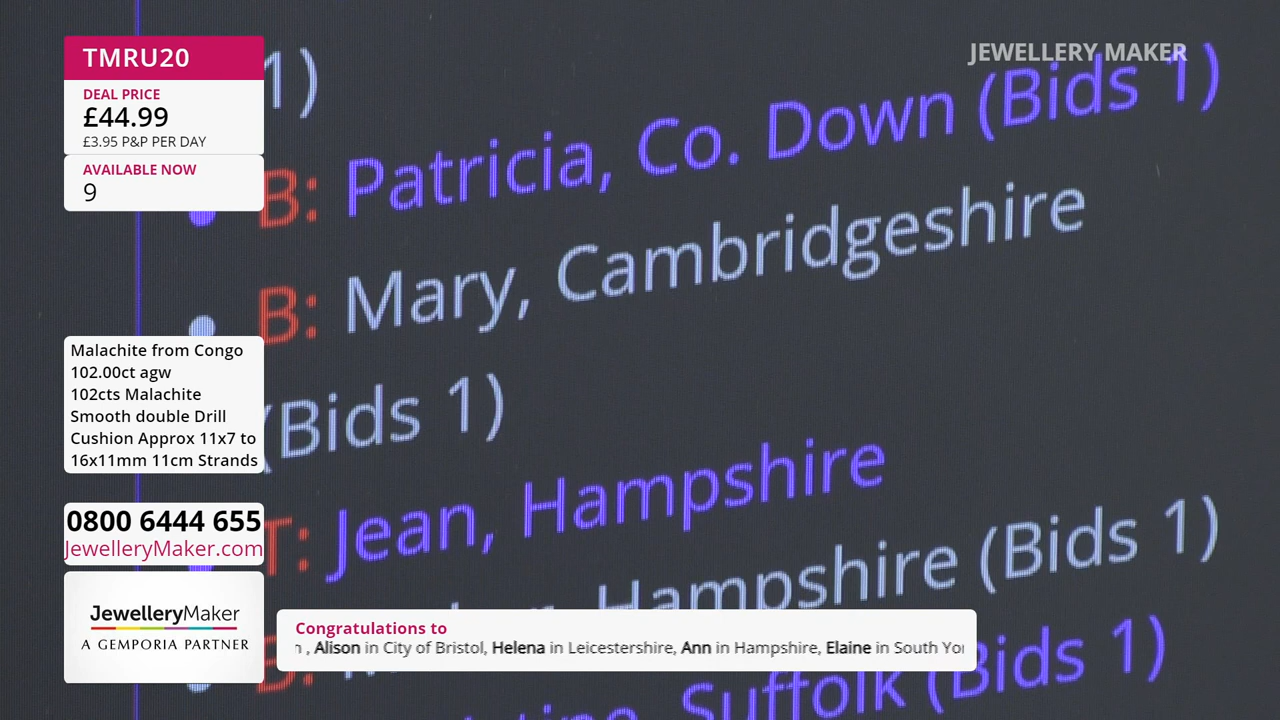 TMRU20
DEAL PRICE
£44.99
£3.95 P&P PER DAY
AVAILABLE NOW
9
JEWELLERY MAKER
1)
B: Patricia, Co. Down (Bids 1)
B: Mary, Cambridgeshire
(Bids 1)
T: Jean, Hampshire
Hampshire (Bids 1)
Suffolk (Bids 1)
Malachite from Congo
102.00ct agw
102cts Malachite
Smooth double Drill
Cushion Approx 11x7 to
16x11mm 11cm Strands
0800 6444 655
JewelleryMaker.com
JewelleryMaker
A GEMPORIA PARTNER
Congratulations to
, Alison in City of Bristol, Helena in Leicestershire, Ann in Hampshire, Elaine in South